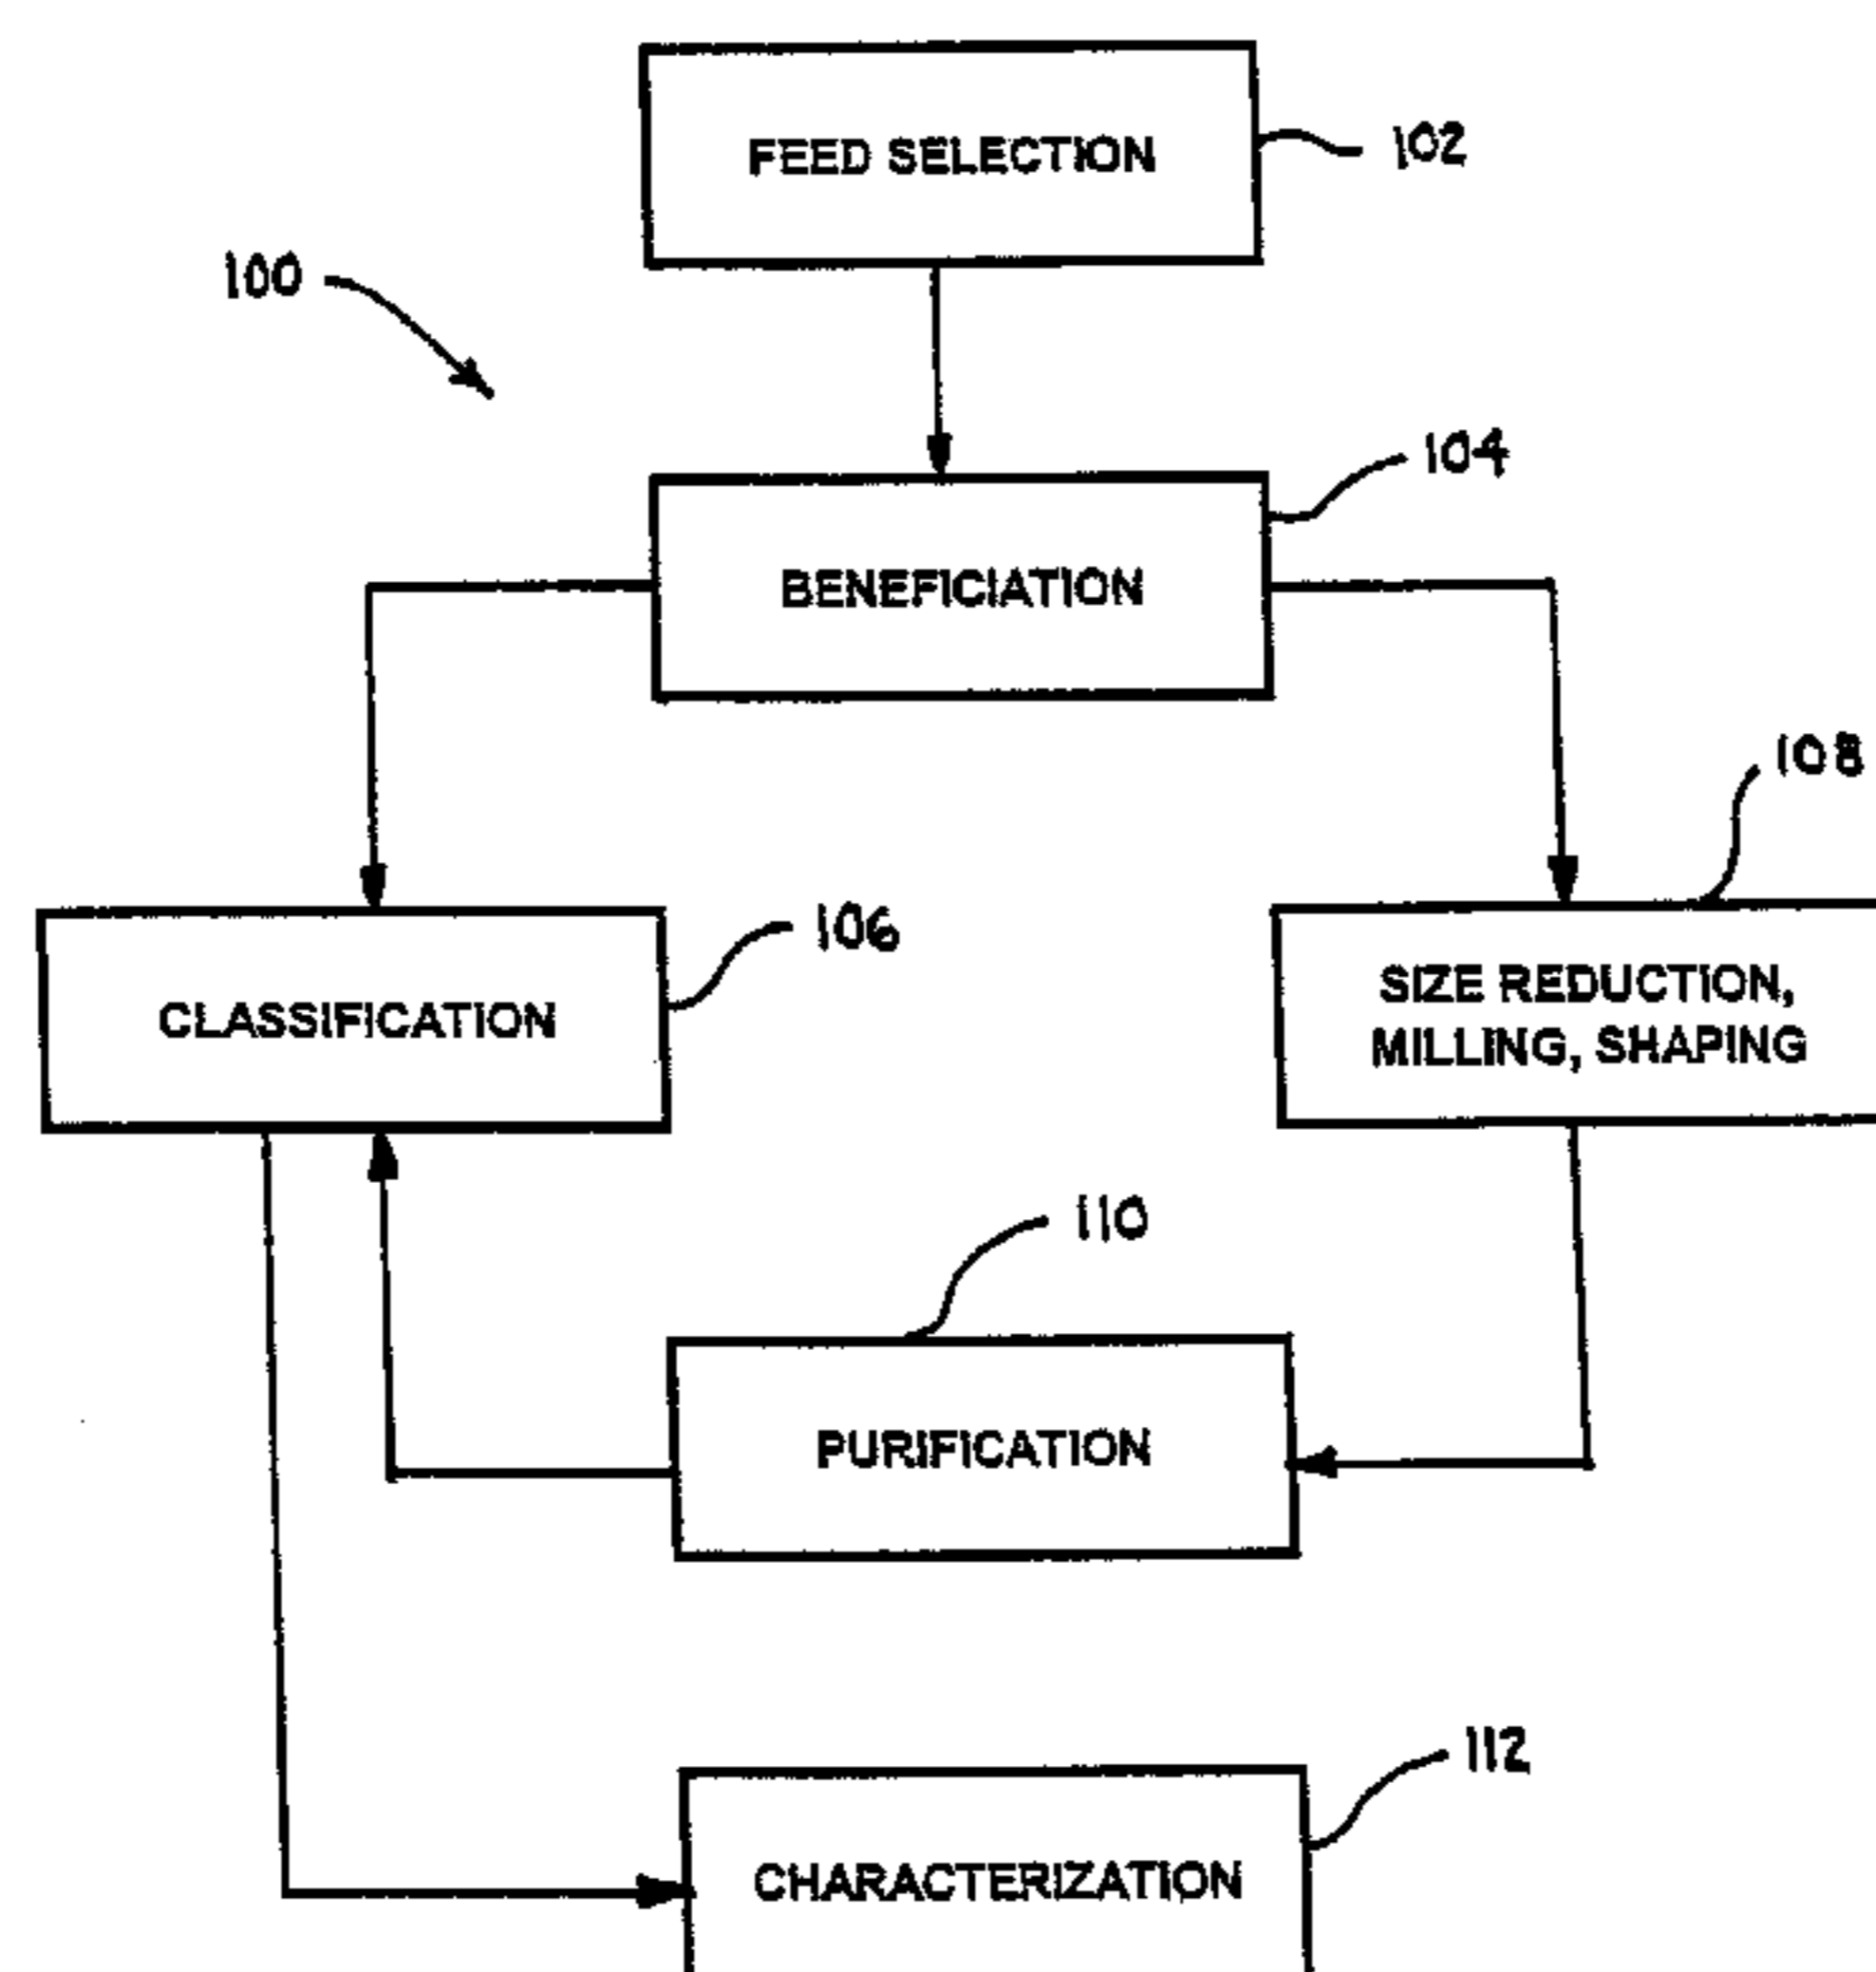 FEED SELECTION
102
100
104
BENEFICIATION
108
106
CLASSIFICATION
SIZE REDUCTION,
MILLING, SHAPING
110
PURIFICATION
112
CHARACTERIZATION